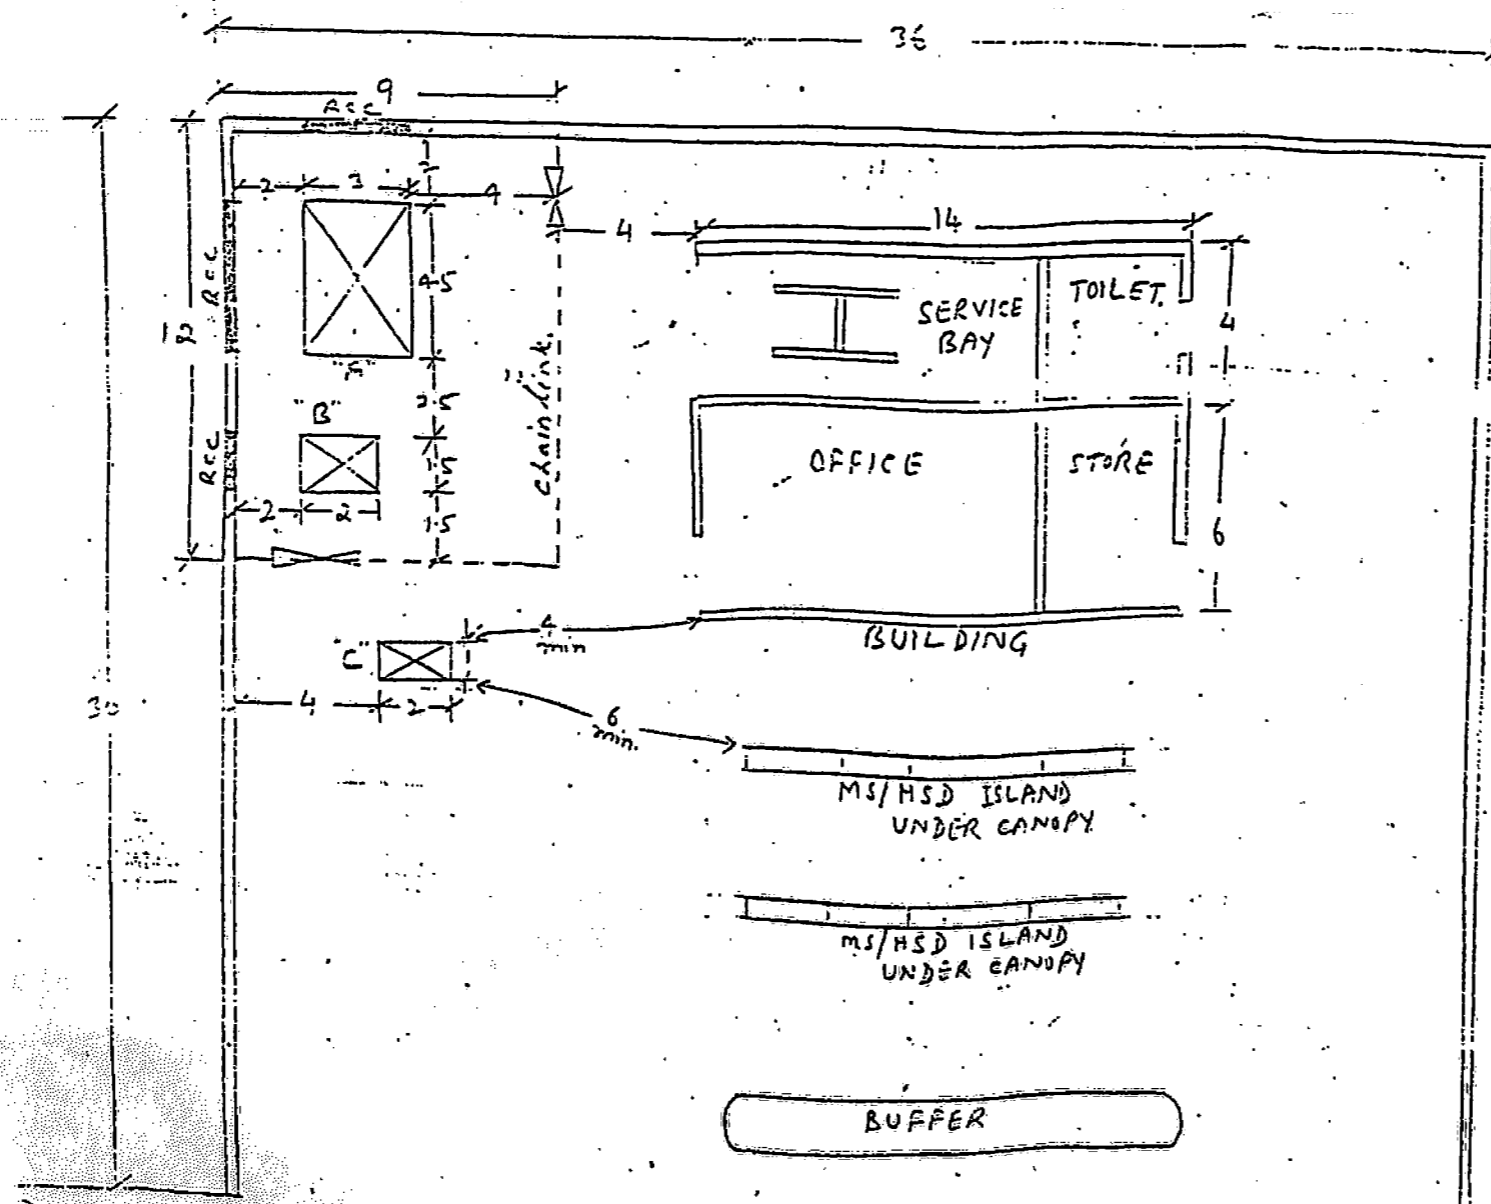 36
9
RCC
2
3
4
4
14
RCC
4.5
SERVICE
BAY
TOILET
4
chainlink
"B"
2.5
OFFICE
STORE
RCC
1.5
2
2
1.5
6
"C"
4
min
BUILDING
30
4
2
6
min.
MS/HSD ISLAND
UNDER CANOPY
MS/HSD ISLAND
UNDER CANOPY
BUFFER